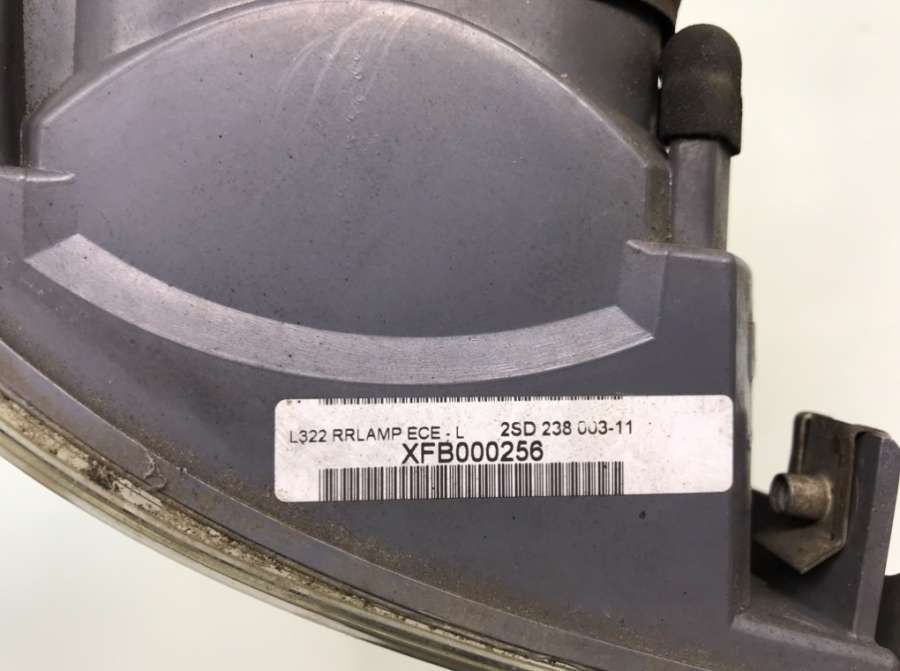 L322 RRLAMP ECE . L 2SD 238 003-11
XFB000256